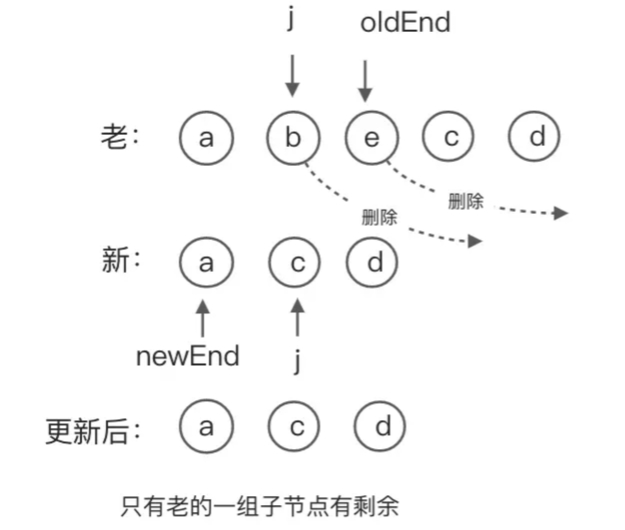 j oldEnd
老： a b e c d
删除
删除
新： a c d
newEnd j
更新后： a c d
只有老的一组子节点有剩余